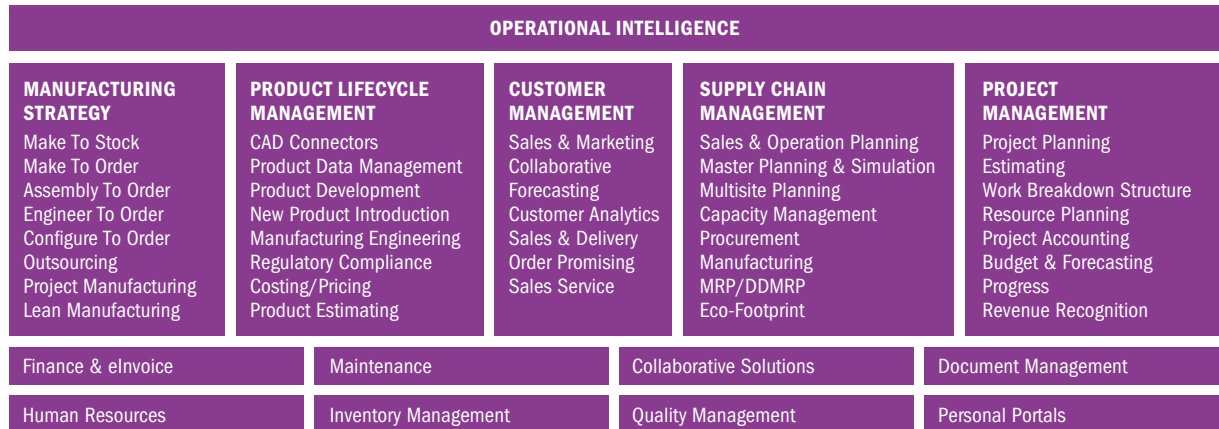 OPERATIONAL INTELLIGENCE
MANUFACTURING
STRATEGY
Make To Stock
Make To Order
Assembly To Order
Engineer To Order
Configure To Order
Outsourcing
Project Manufacturing
Lean Manufacturing
PRODUCT LIFECYCLE
MANAGEMENT
CAD Connectors
Product Data Management
Product Development
New Product Introduction
Manufacturing Engineering
Regulatory Compliance
Costing/Pricing
Product Estimating
CUSTOMER
MANAGEMENT
Sales & Marketing
Collaborative
Forecasting
Customer Analytics
Sales & Delivery
Order Promising
Sales Service
SUPPLY CHAIN
MANAGEMENT
Sales & Operation Planning
Master Planning & Simulation
Multisite Planning
Capacity Management
Procurement
Manufacturing
MRP/DDMRP
Eco-Footprint
PROJECT
MANAGEMENT
Project Planning
Estimating
Work Breakdown Structure
Resource Planning
Project Accounting
Budget & Forecasting
Progress
Revenue Recognition
Finance & eInvoice
Maintenance
Collaborative Solutions
Document Management
Human Resources
Inventory Management
Quality Management
Personal Portals